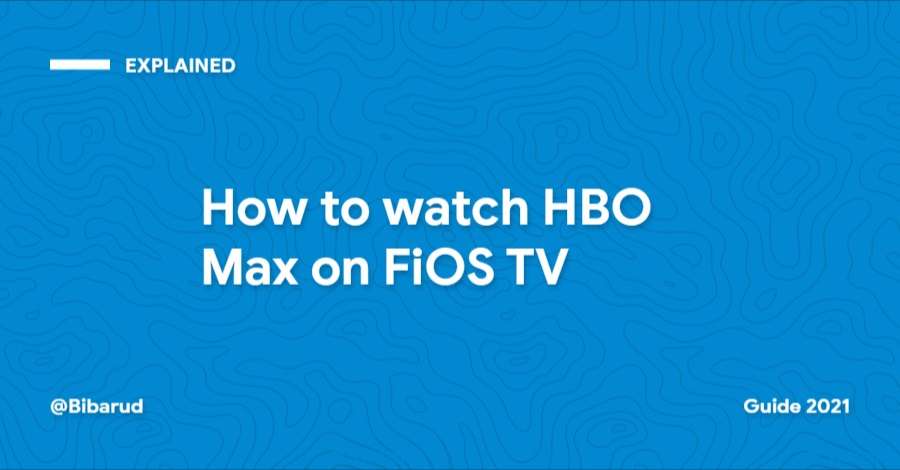 EXPLAINED
How to watch HBO
Max on FiOS TV
@Bibarud
Guide 2021